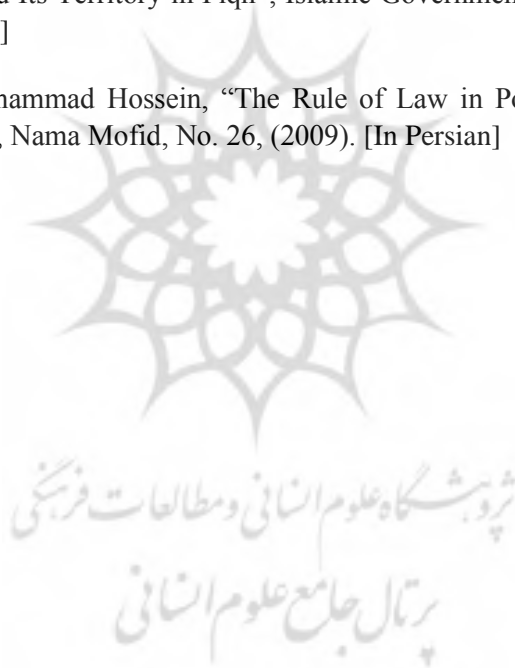 d Its Territory in Fiqh", Islamic Government
]
hammad Hossein, “The Rule of Law in Po
, Nama Mofid, No. 26, (2009). [In Persian]
پژوهشگاه علوم انسانی و مطالعات فرهنگی
پرتال جامع علوم انسانی